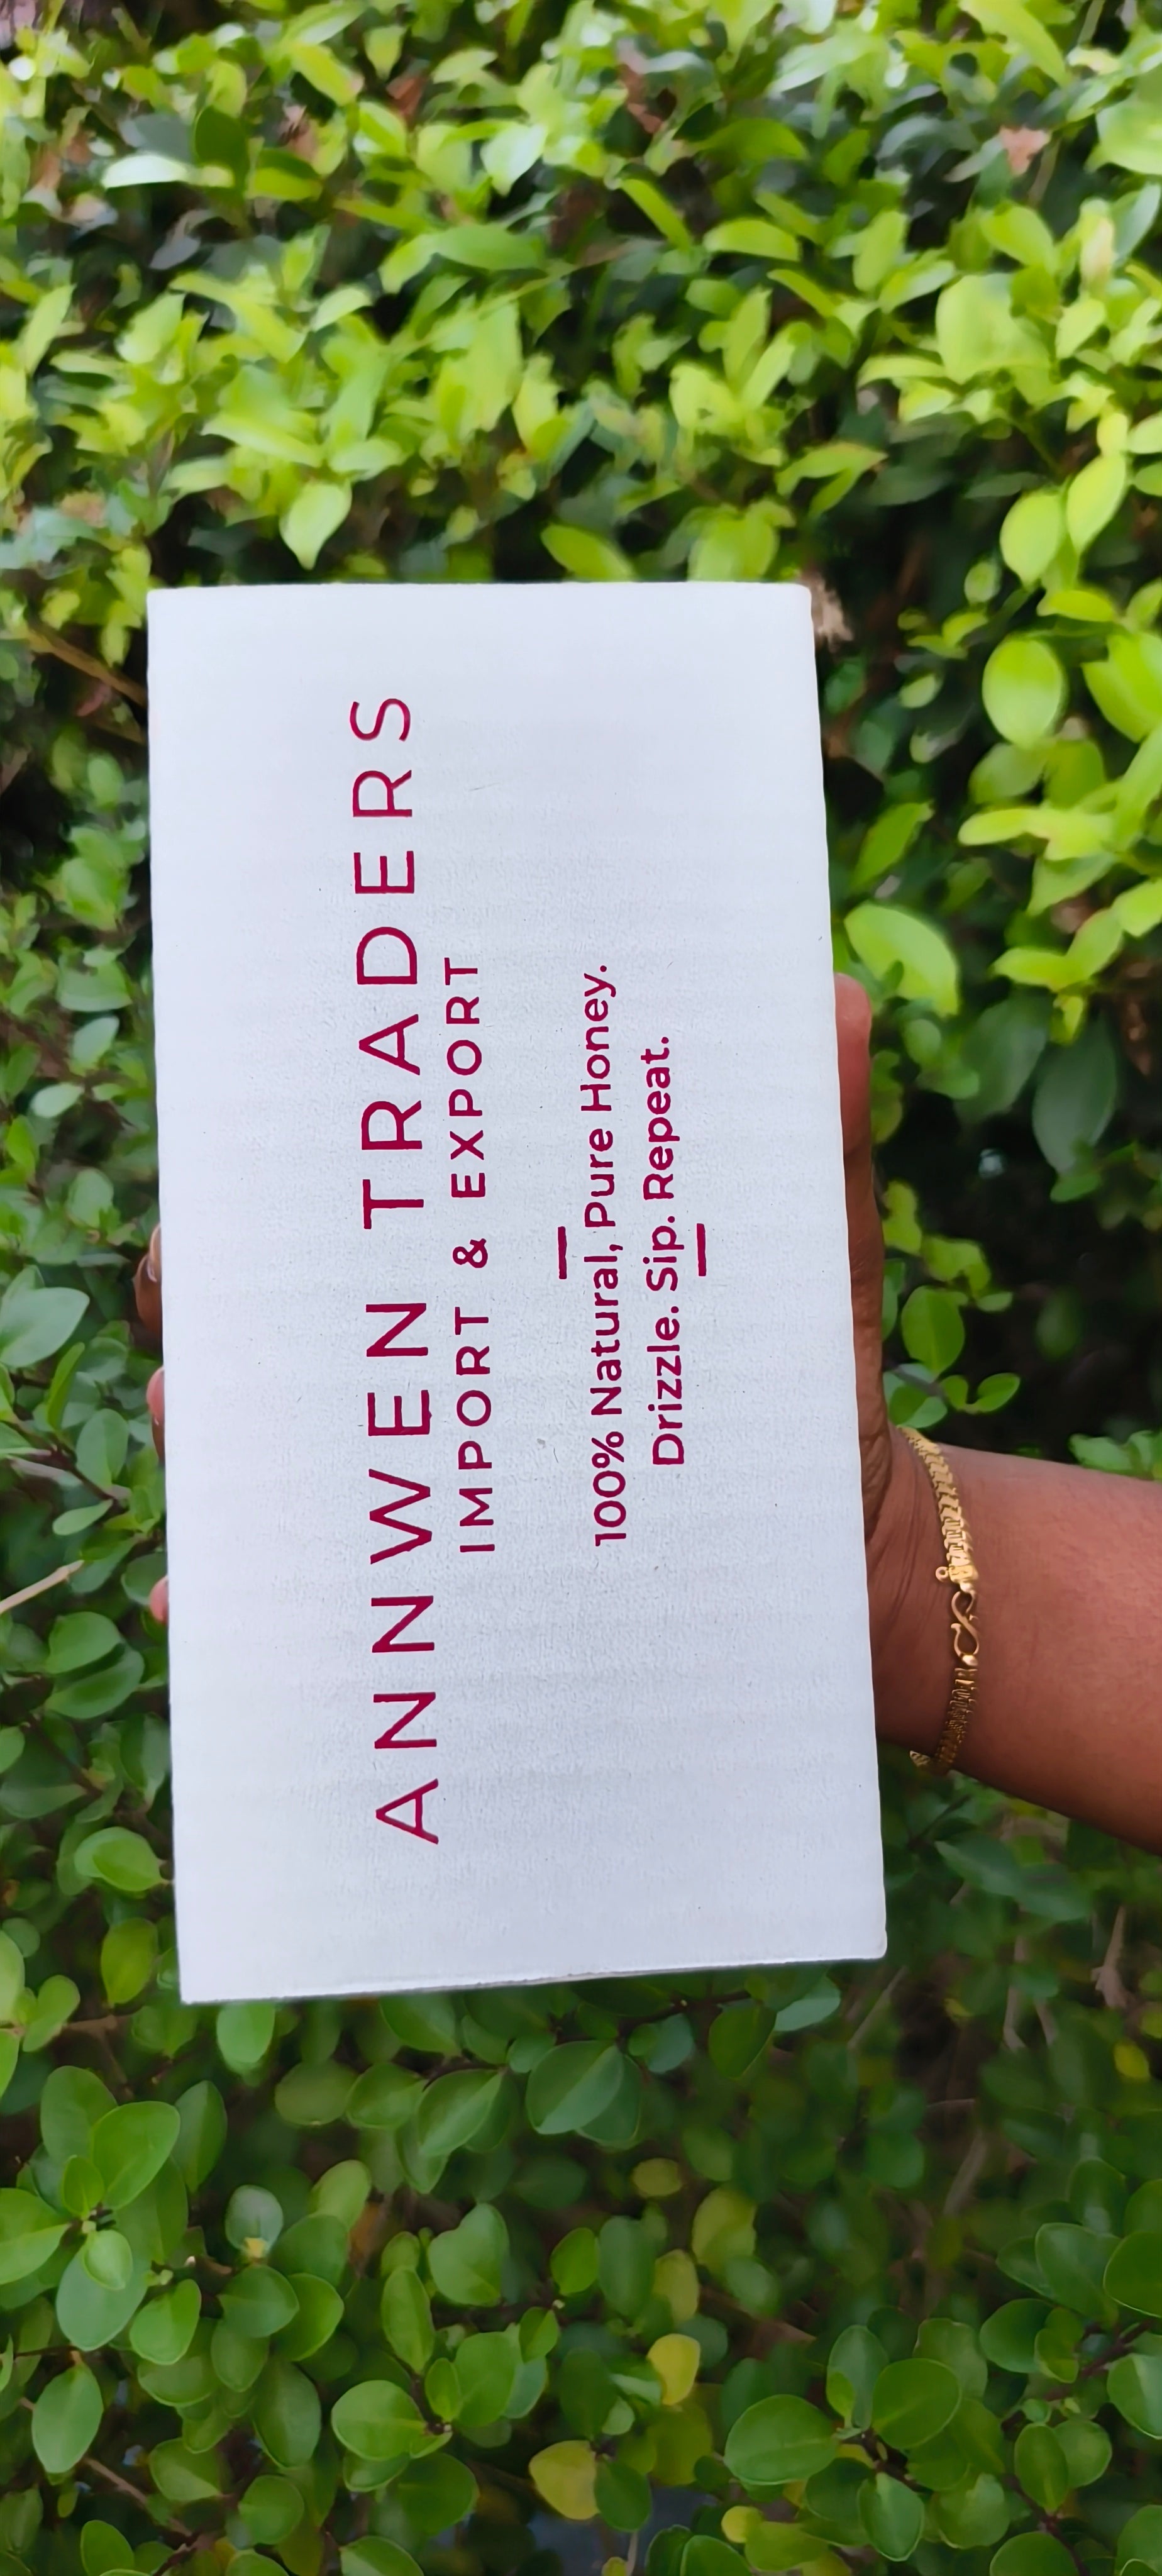 ANNWEN TRADERS
IMPORT & EXPORT
100% Natural, Pure Honey.
Drizzle. Sip. Repeat.